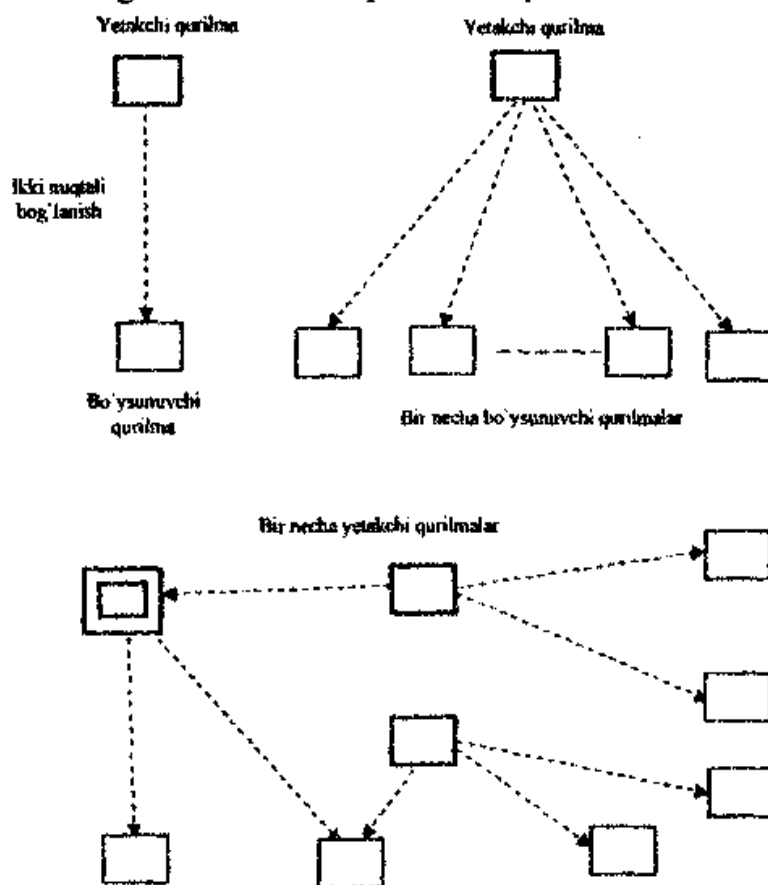 Yetakchi qurilma
Yetakchi qurilma
Ikki nuqtali
bog`lanish
Bo`ysunuvchi
qurilma
Bir necha bo`ysunuvchi qurilmalar
Bir necha yetakchi qurilmalar